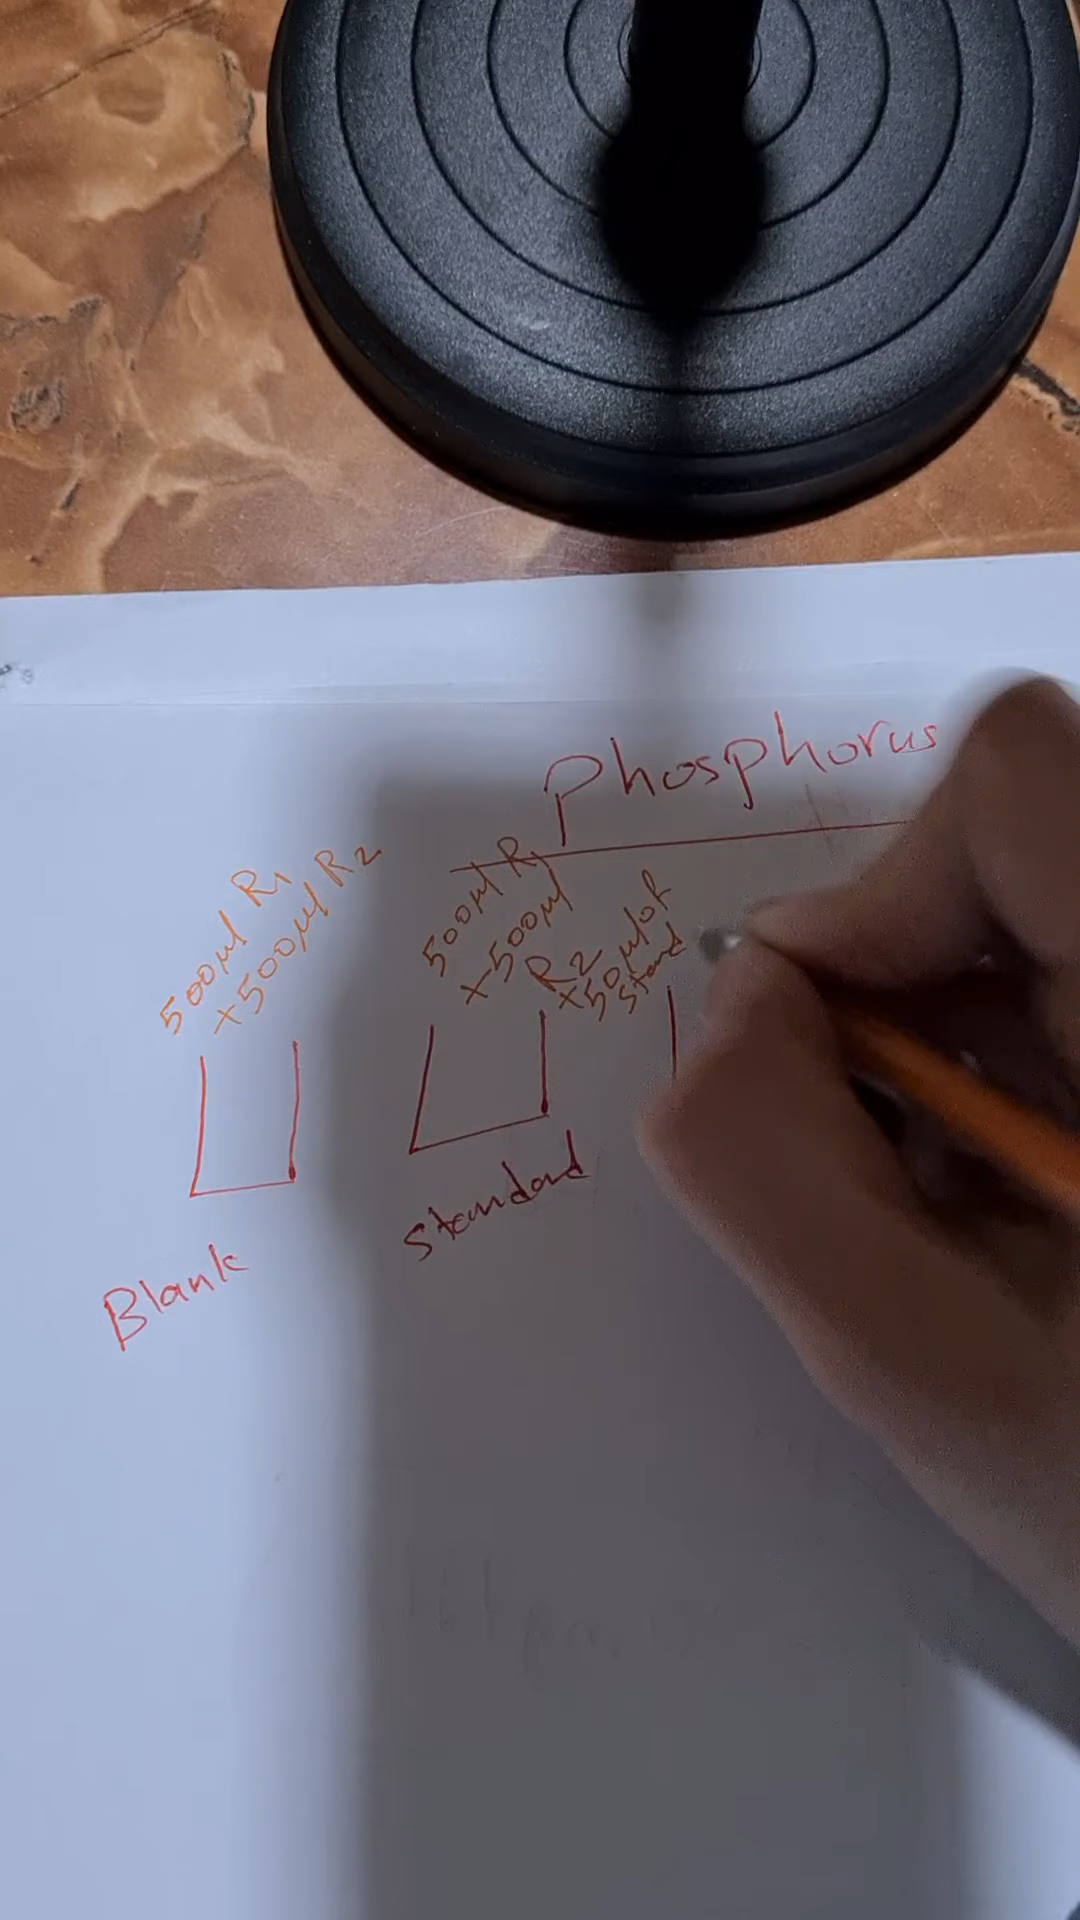 Phosphorus
500µl R1
+500µl R2
500µl R1
+500µl
R2
+50µl of
stand
Blank
standard